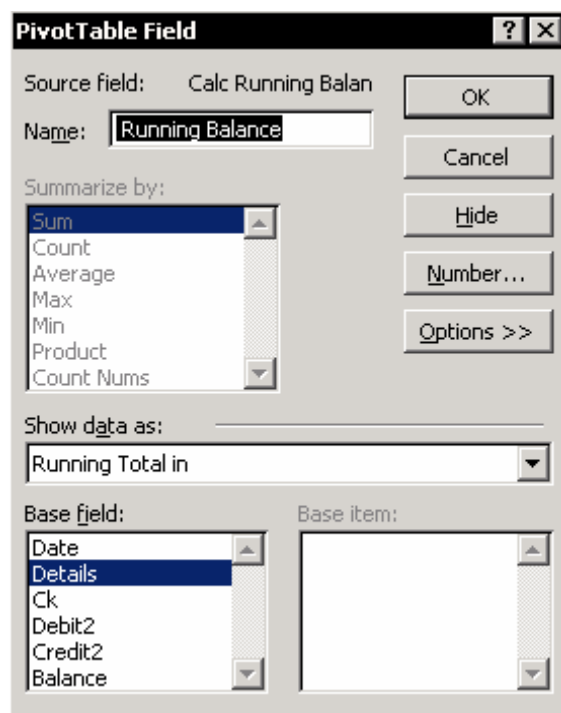 PivotTable Field
Source field: Calc Running Balan
OK
Name: Running Balance
Cancel
Summarize by:
Hide
Sum
Count
Average
Number...
Max
Min
Options >>
Product
Count Nums
Show data as:
Running Total in
Base field: Base item:
Date
Details
Ck
Debit2
Credit2
Balance